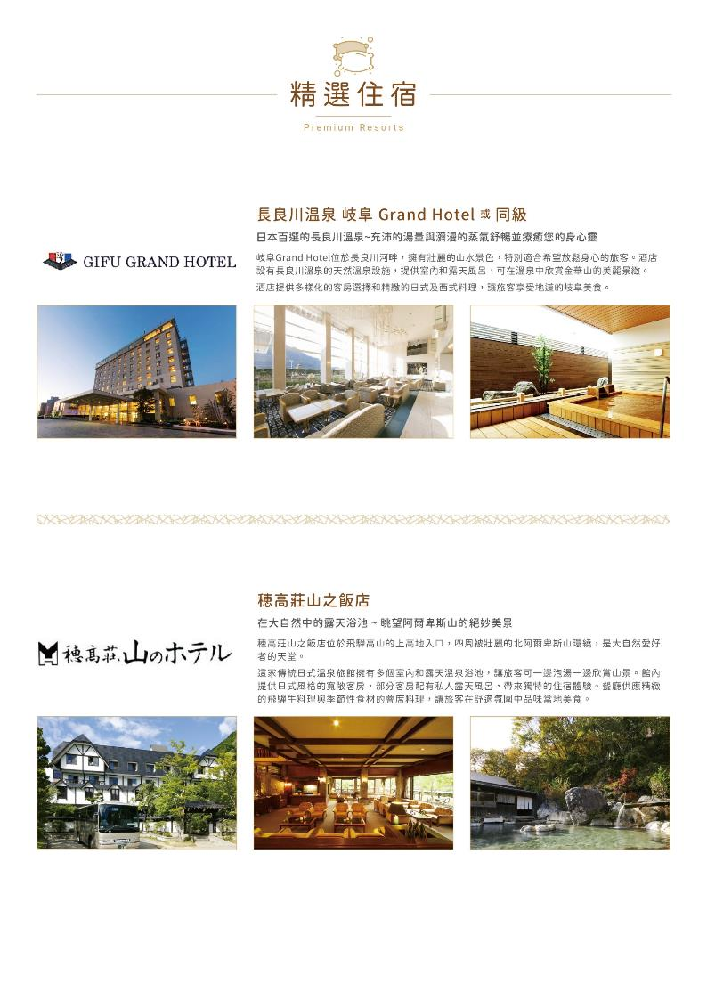 精選住宿
Premium Resorts
長良川溫泉 岐阜 Grand Hotel 或 同級
日本百選的長良川溫泉~充沛的湯量與瀰漫的蒸氣舒暢並療癒您的身心靈
GIFU GRAND HOTEL
岐阜Grand Hotel位於長良川河畔，擁有壯麗的山水景色，特別適合希望放鬆身心的旅客。酒店
設有長良川溫泉的天然溫泉設施，提供室內和露天風呂，可在溫泉中欣賞金華山的美麗景緻。
酒店提供多樣化的客房選擇和精緻的日式及西式料理，讓旅客享受地道的岐阜美食。
穂高莊山之飯店
在大自然中的露天浴池 ~ 眺望阿爾卑斯山的絕妙美景
穂高荘山のホテル
穂高莊山之飯店位於飛驒高山的上高地入口，四周被壯麗的北阿爾卑斯山環繞，是大自然愛好
者的天堂。
這家傳統日式溫泉旅館擁有多個室內和露天溫泉浴池，讓旅客可一邊泡湯一邊欣賞山景。館內
提供日式風格的寬敞客房，部分客房配有私人露天風呂，帶來獨特的住宿體驗。餐廳供應精緻
的飛驒牛料理與季節性食材的會席料理，讓旅客在舒適氛圍中品味當地美食。